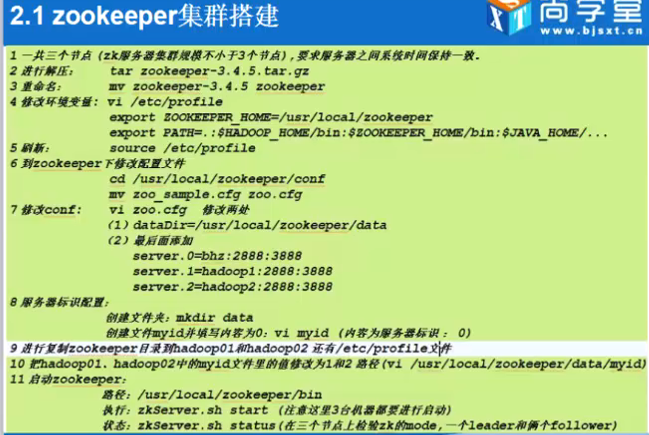 2.1 zookeeper集群搭建
尚学堂
www.bjsxt.com
1 一共三个节点 (zk服务器集群规模不小于3个节点),要求服务器之间系统时间保持一致。
2 进行解压: tar zookeeper-3.4.5.tar.gz
3 重命名: mv zookeeper-3.4.5 zookeeper
4 修改环境变量: vi /etc/profile
export ZOOKEEPER_HOME=/usr/local/zookeeper
export PATH=.:$HADOOP_HOME/bin:$ZOOKEEPER_HOME/bin:$JAVA_HOME/...
5 刷新: source /etc/profile
6 到zookeeper下修改配置文件
cd /usr/local/zookeeper/conf
mv zoo_sample.cfg zoo.cfg
7 修改conf: vi zoo.cfg 修改两处
(1) dataDir=/usr/local/zookeeper/data
(2) 最后面添加
server.0=bhz:2888:3888
server.1=hadoop1:2888:3888
server.2=hadoop2:2888:3888
8 服务器标识配置:
创建文件夹: mkdir data
创建文件myid并填写内容为0: vi myid (内容为服务器标识 : 0)
9 进行复制zookeeper目录到hadoop01和hadoop02 还有/etc/profile文件
10 把hadoop01. hadoop02中的myid文件里的值修改为1和2 路径(vi /usr/local/zookeeper/data/myid)
11 启动zookeeper:
路径: /usr/local/zookeeper/bin
执行: zkServer.sh start (注意这里3台机器都要进行启动)
状态: zkServer.sh status(在三个节点上检验zk的mode,一个leader和俩个follower)